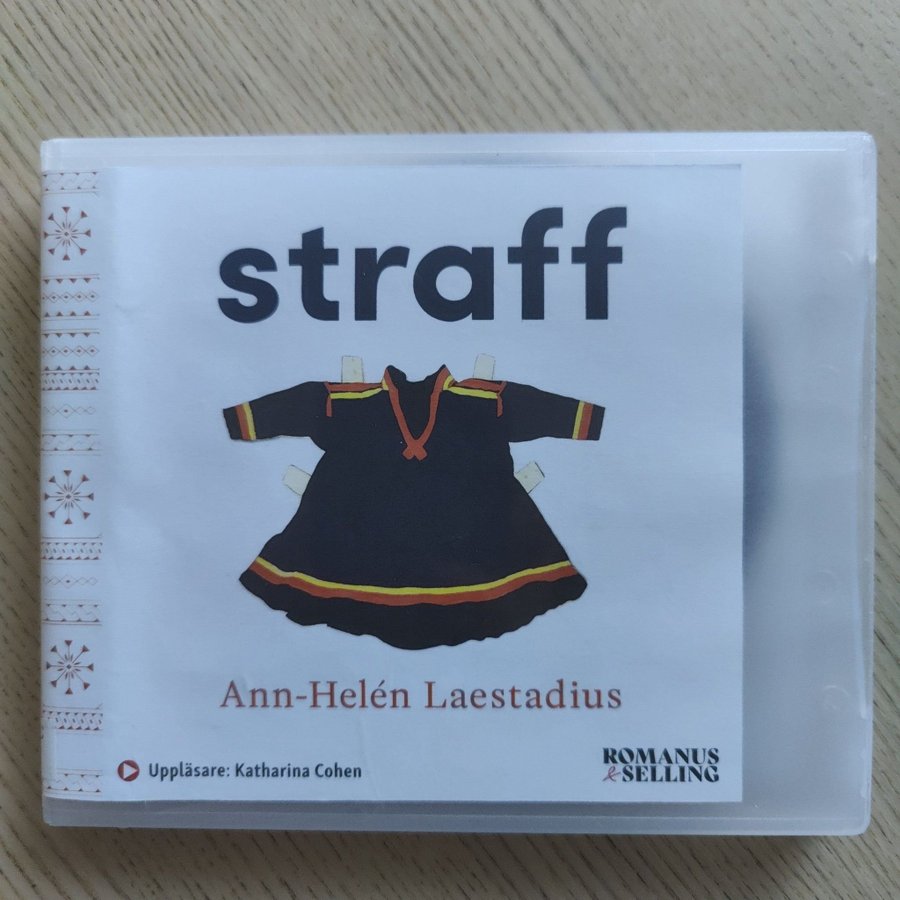 straff
Ann-Helén Laestadius
Uppläsare: Katharina Cohen
ROMANUS
& SELLING